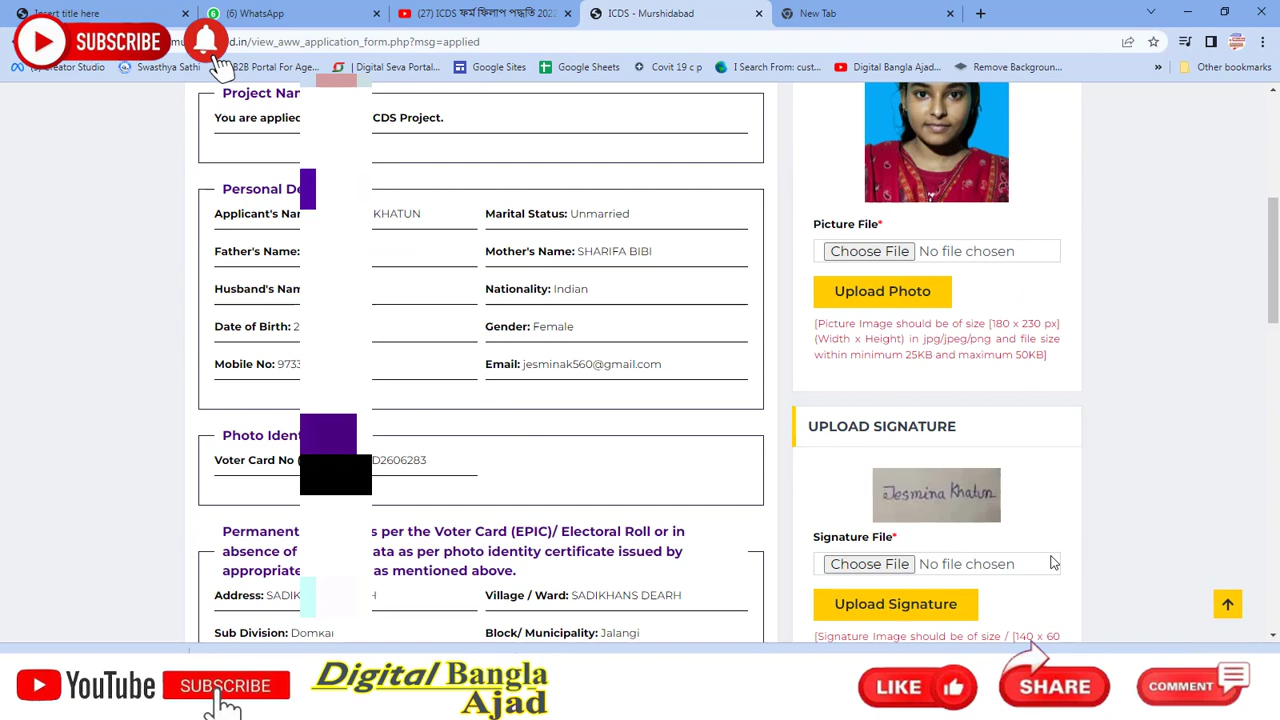 Insert title here
(6) WhatsApp
(27) ICDS ফর্ম ফিলাপ পদ্ধতি 2022
ICDS - Murshidabad
New Tab
SUBSCRIBE
d.in/view_aww_application_form.php?msg=applied
Creator Studio
Swasthya Sathi
B2B Portal For Age...
Digital Seva Portal...
Google Sites
Google Sheets
Covid 19 c p
I Search From: cust...
Digital Bangla Ajad...
Remove Background...
Other bookmarks
Project Nam
You are applied CDS Project.
Personal De
Applicant's Nam KHATUN
Marital Status: Unmarried
Father's Name:
Mother's Name: SHARIFA BIBI
Husband's Nam
Nationality: Indian
Date of Birth: 2
Gender: Female
Mobile No: 9733
Email: jesminak560@gmail.com
Photo Ident
Voter Card No ( D2606283
Permanent s per the Voter Card (EPIC)/ Electoral Roll or in
absence of ata as per photo identity certificate issued by
appropriate as mentioned above.
Address: SADIK H
Village / Ward: SADIKHANS DEARH
Sub Division: Domkal
Block/ Municipality: Jalangi
Picture File*
Choose File No file chosen
Upload Photo
[Picture Image should be of size [180 x 230 px]
(Width x Height) in jpg/jpeg/png and file size
within minimum 25KB and maximum 50KB]
UPLOAD SIGNATURE
Jesmina Khatun
Signature File*
Choose File No file chosen
Upload Signature
[Signature Image should be of size / [140 x 60
YouTube
SUBSCRIBE
Digital Bangla
Ajad
LIKE
SHARE
COMMENT